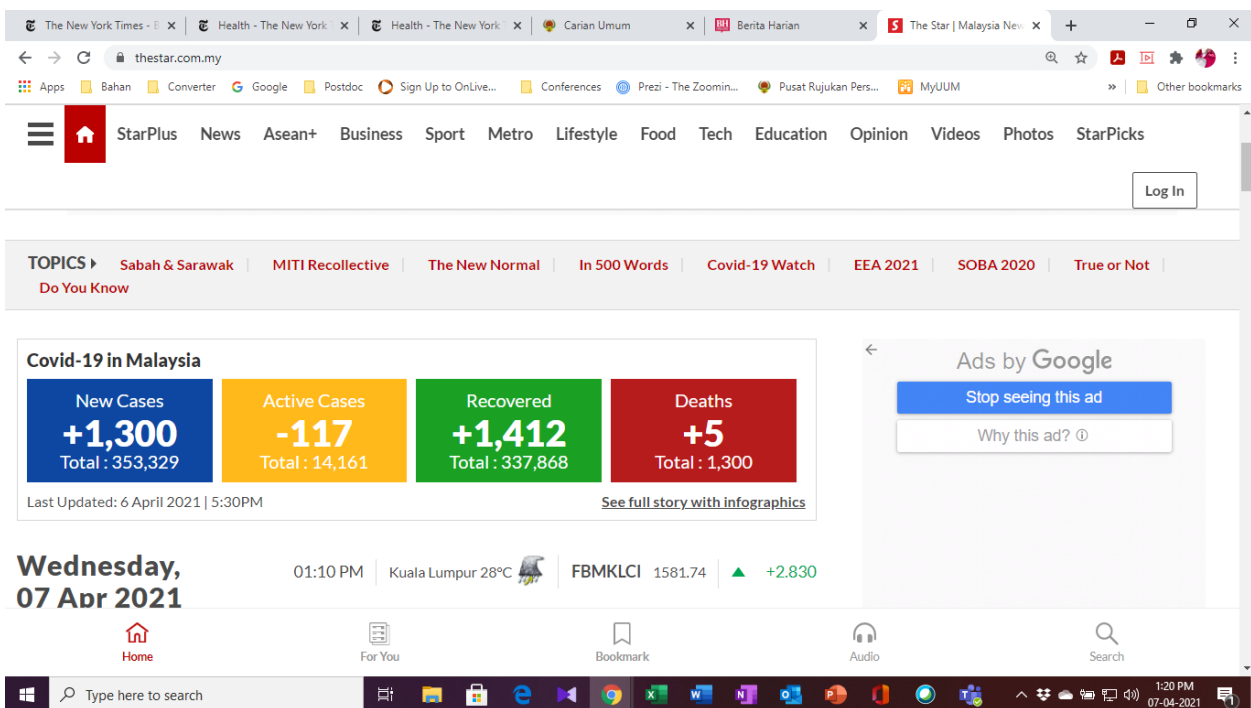 The New York Times - B
Health - The New York
Health - The New York
Carian Umum
Berita Harian
The Star | Malaysia New
thestar.com.my
Apps Bahan Converter Google Postdoc Sign Up to OnLive... Conferences Prezi - The Zoomin... Pusat Rujukan Pers... MyUUM » Other bookmarks
StarPlus News Asean+ Business Sport Metro Lifestyle Food Tech Education Opinion Videos Photos StarPicks
Log In
TOPICS Sabah & Sarawak MITI Recollective The New Normal In 500 Words Covid-19 Watch EEA 2021 SOBA 2020 True or Not
Do You Know
Covid-19 in Malaysia
New Cases
+1,300
Total : 353,329
Active Cases
-117
Total : 14,161
Recovered
+1,412
Total : 337,868
Deaths
+5
Total : 1,300
Last Updated: 6 April 2021 | 5:30PM
See full story with infographics
Ads by Google
Stop seeing this ad
Why this ad?
Wednesday,
07 Apr 2021
01:10 PM Kuala Lumpur 28°C FBMKLCI 1581.74 ▲ +2.830
Home
For You
Bookmark
Audio
Search
Type here to search
1:20 PM
07-04-2021